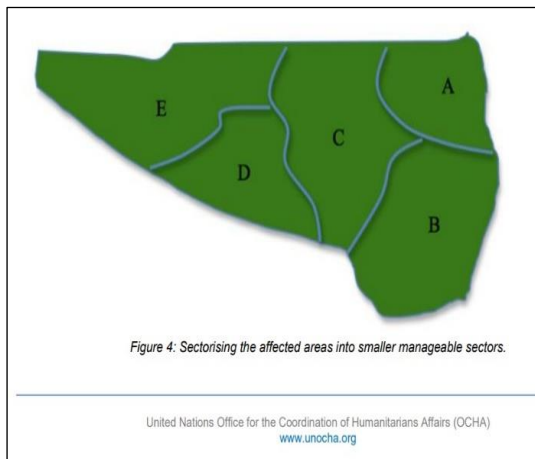 A
E
C
D
B
Figure 4: Sectorising the affected areas into smaller manageable sectors.
United Nations Office for the Coordination of Humanitarians Affairs (OCHA)
www.unocha.org